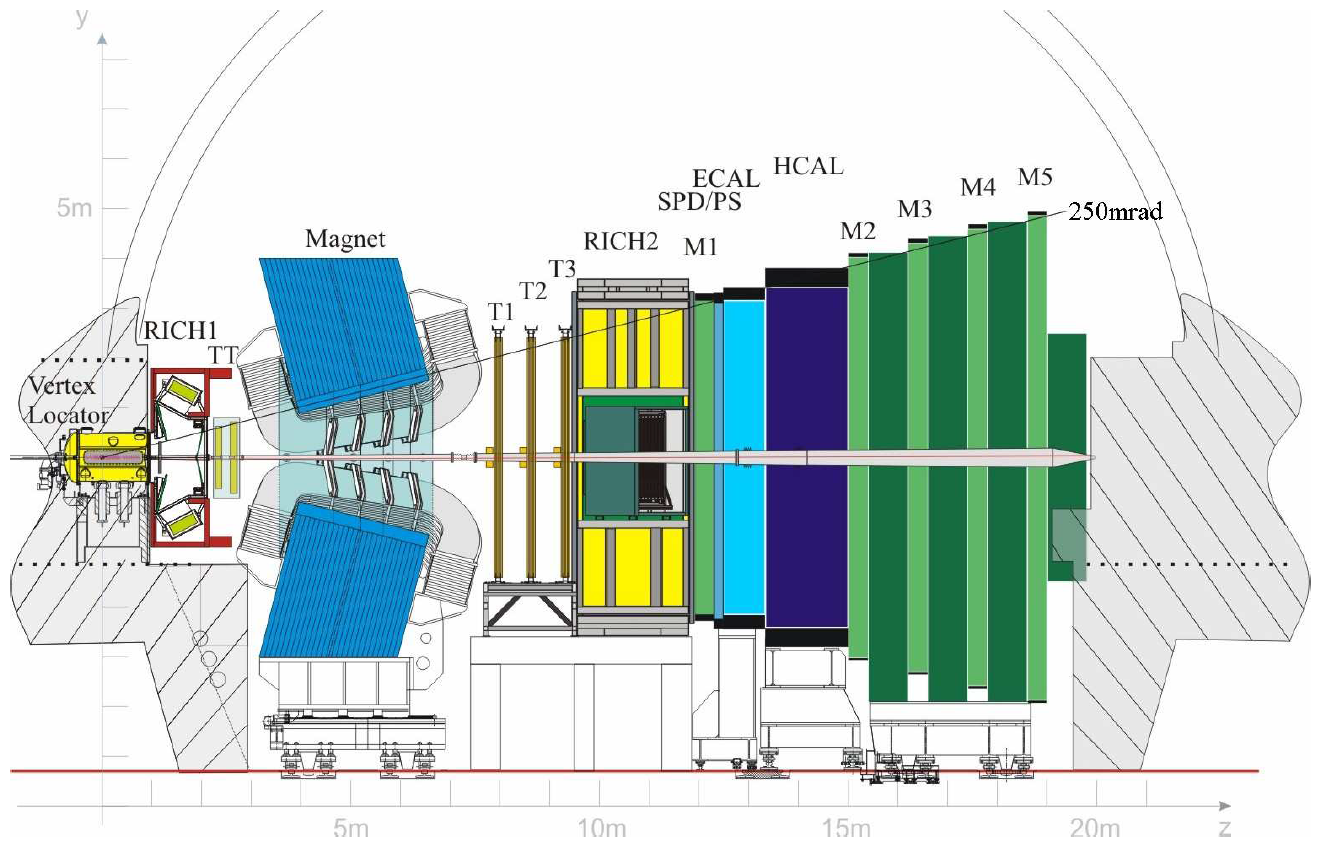 y
5m
HCAL
ECAL
SPD/PS
M5
M4
M3
M2
250mrad
Magnet
RICH2
M1
T3
T2
T1
RICH1
TT
Vertex
Locator
5m
10m
15m
20m
z